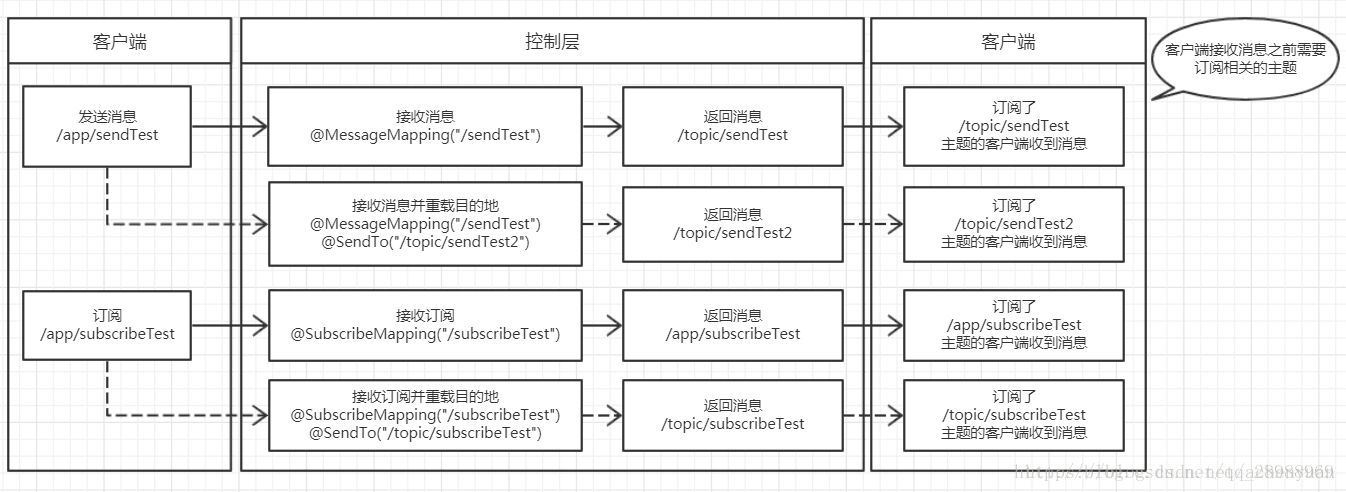 客户端
控制层
客户端
客户端接收消息之前需要
订阅相关的主题
发送消息
/app/sendTest
接收消息
@MessageMapping("/sendTest")
返回消息
/topic/sendTest
订阅了
/topic/sendTest
主题的客户端收到消息
接收消息并重载目的地
@MessageMapping("/sendTest")
@SendTo("/topic/sendTest2")
返回消息
/topic/sendTest2
订阅了
/topic/sendTest2
主题的客户端收到消息
订阅
/app/subscribeTest
接收订阅
@SubscribeMapping("/subscribeTest")
返回消息
/app/subscribeTest
订阅了
/app/subscribeTest
主题的客户端收到消息
接收订阅并重载目的地
@SubscribeMapping("/subscribeTest")
@SendTo("/topic/subscribeTest")
返回消息
/topic/subscribeTest
订阅了
/topic/subscribeTest
主题的客户端收到消息